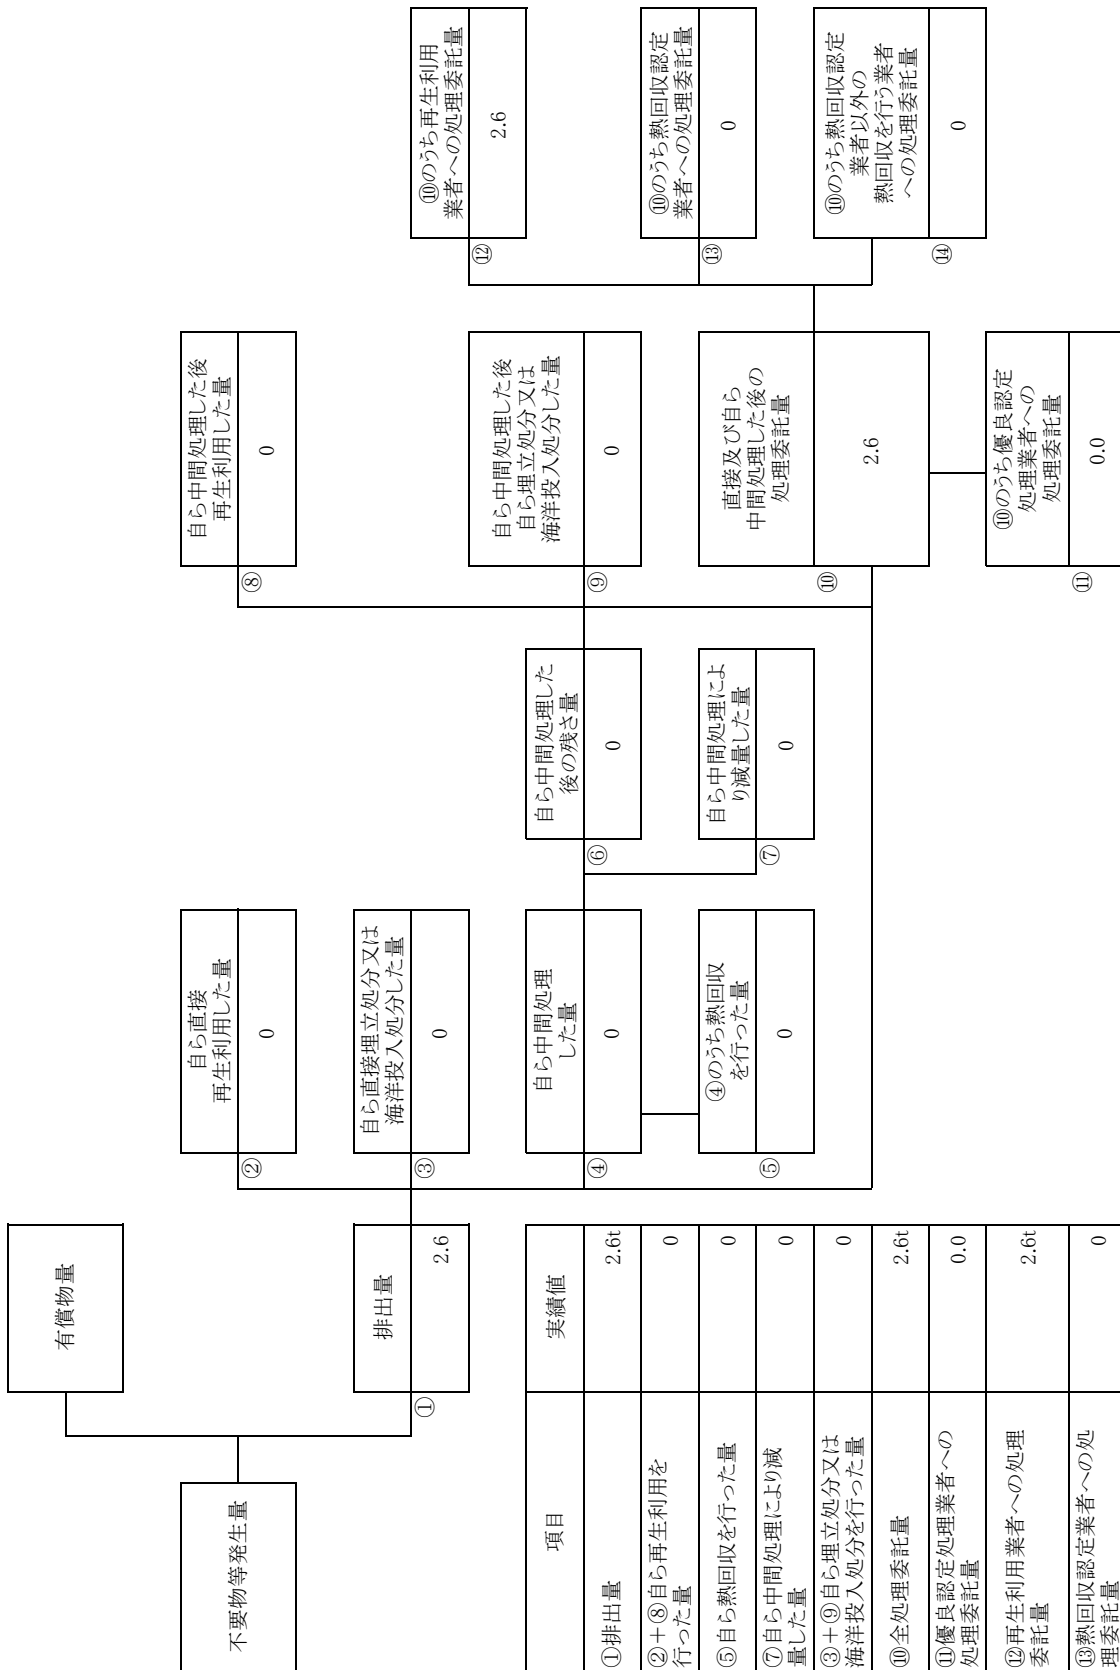 不要物等発生量
有償物量
排出量
①
2.6
自ら直接
再生利用した量
②
0
自ら直接埋立処分又は
海洋投入処分した量
③
0
自ら中間処理
した量
④
0
④のうち熱回収
を行った量
⑤
0
自ら中間処理した
後の残さ量
⑥
0
自ら中間処理によ
り減量した量
⑦
0
自ら中間処理した後
再生利用した量
⑧
0
自ら中間処理した後
自ら埋立処分又は
海洋投入処分した量
⑨
0
直接及び自ら
中間処理した後の
処理委託量
⑩
2.6
⑩のうち優良認定
処理業者への
処理委託量
⑪
0.0
⑩のうち再生利用
業者への処理委託量
⑫
2.6
⑩のうち熱回収認定
業者への処理委託量
⑬
0
⑩のうち熱回収認定
業者以外の
熱回収を行う業者
への処理委託量
⑭
0
項目 実績値
①排出量 2.6t
②+⑧自ら再生利用を
行った量 0
⑤自ら熱回収を行った量 0
⑦自ら中間処理により減
量した量 0
③+⑨自ら埋立処分又は
海洋投入処分を行った量 0
⑩全処理委託量 2.6t
⑪優良認定処理業者への
処理委託量 0.0
⑫再生利用業者への処理
委託量 2.6t
⑬熱回収認定業者への処
理委託量 0